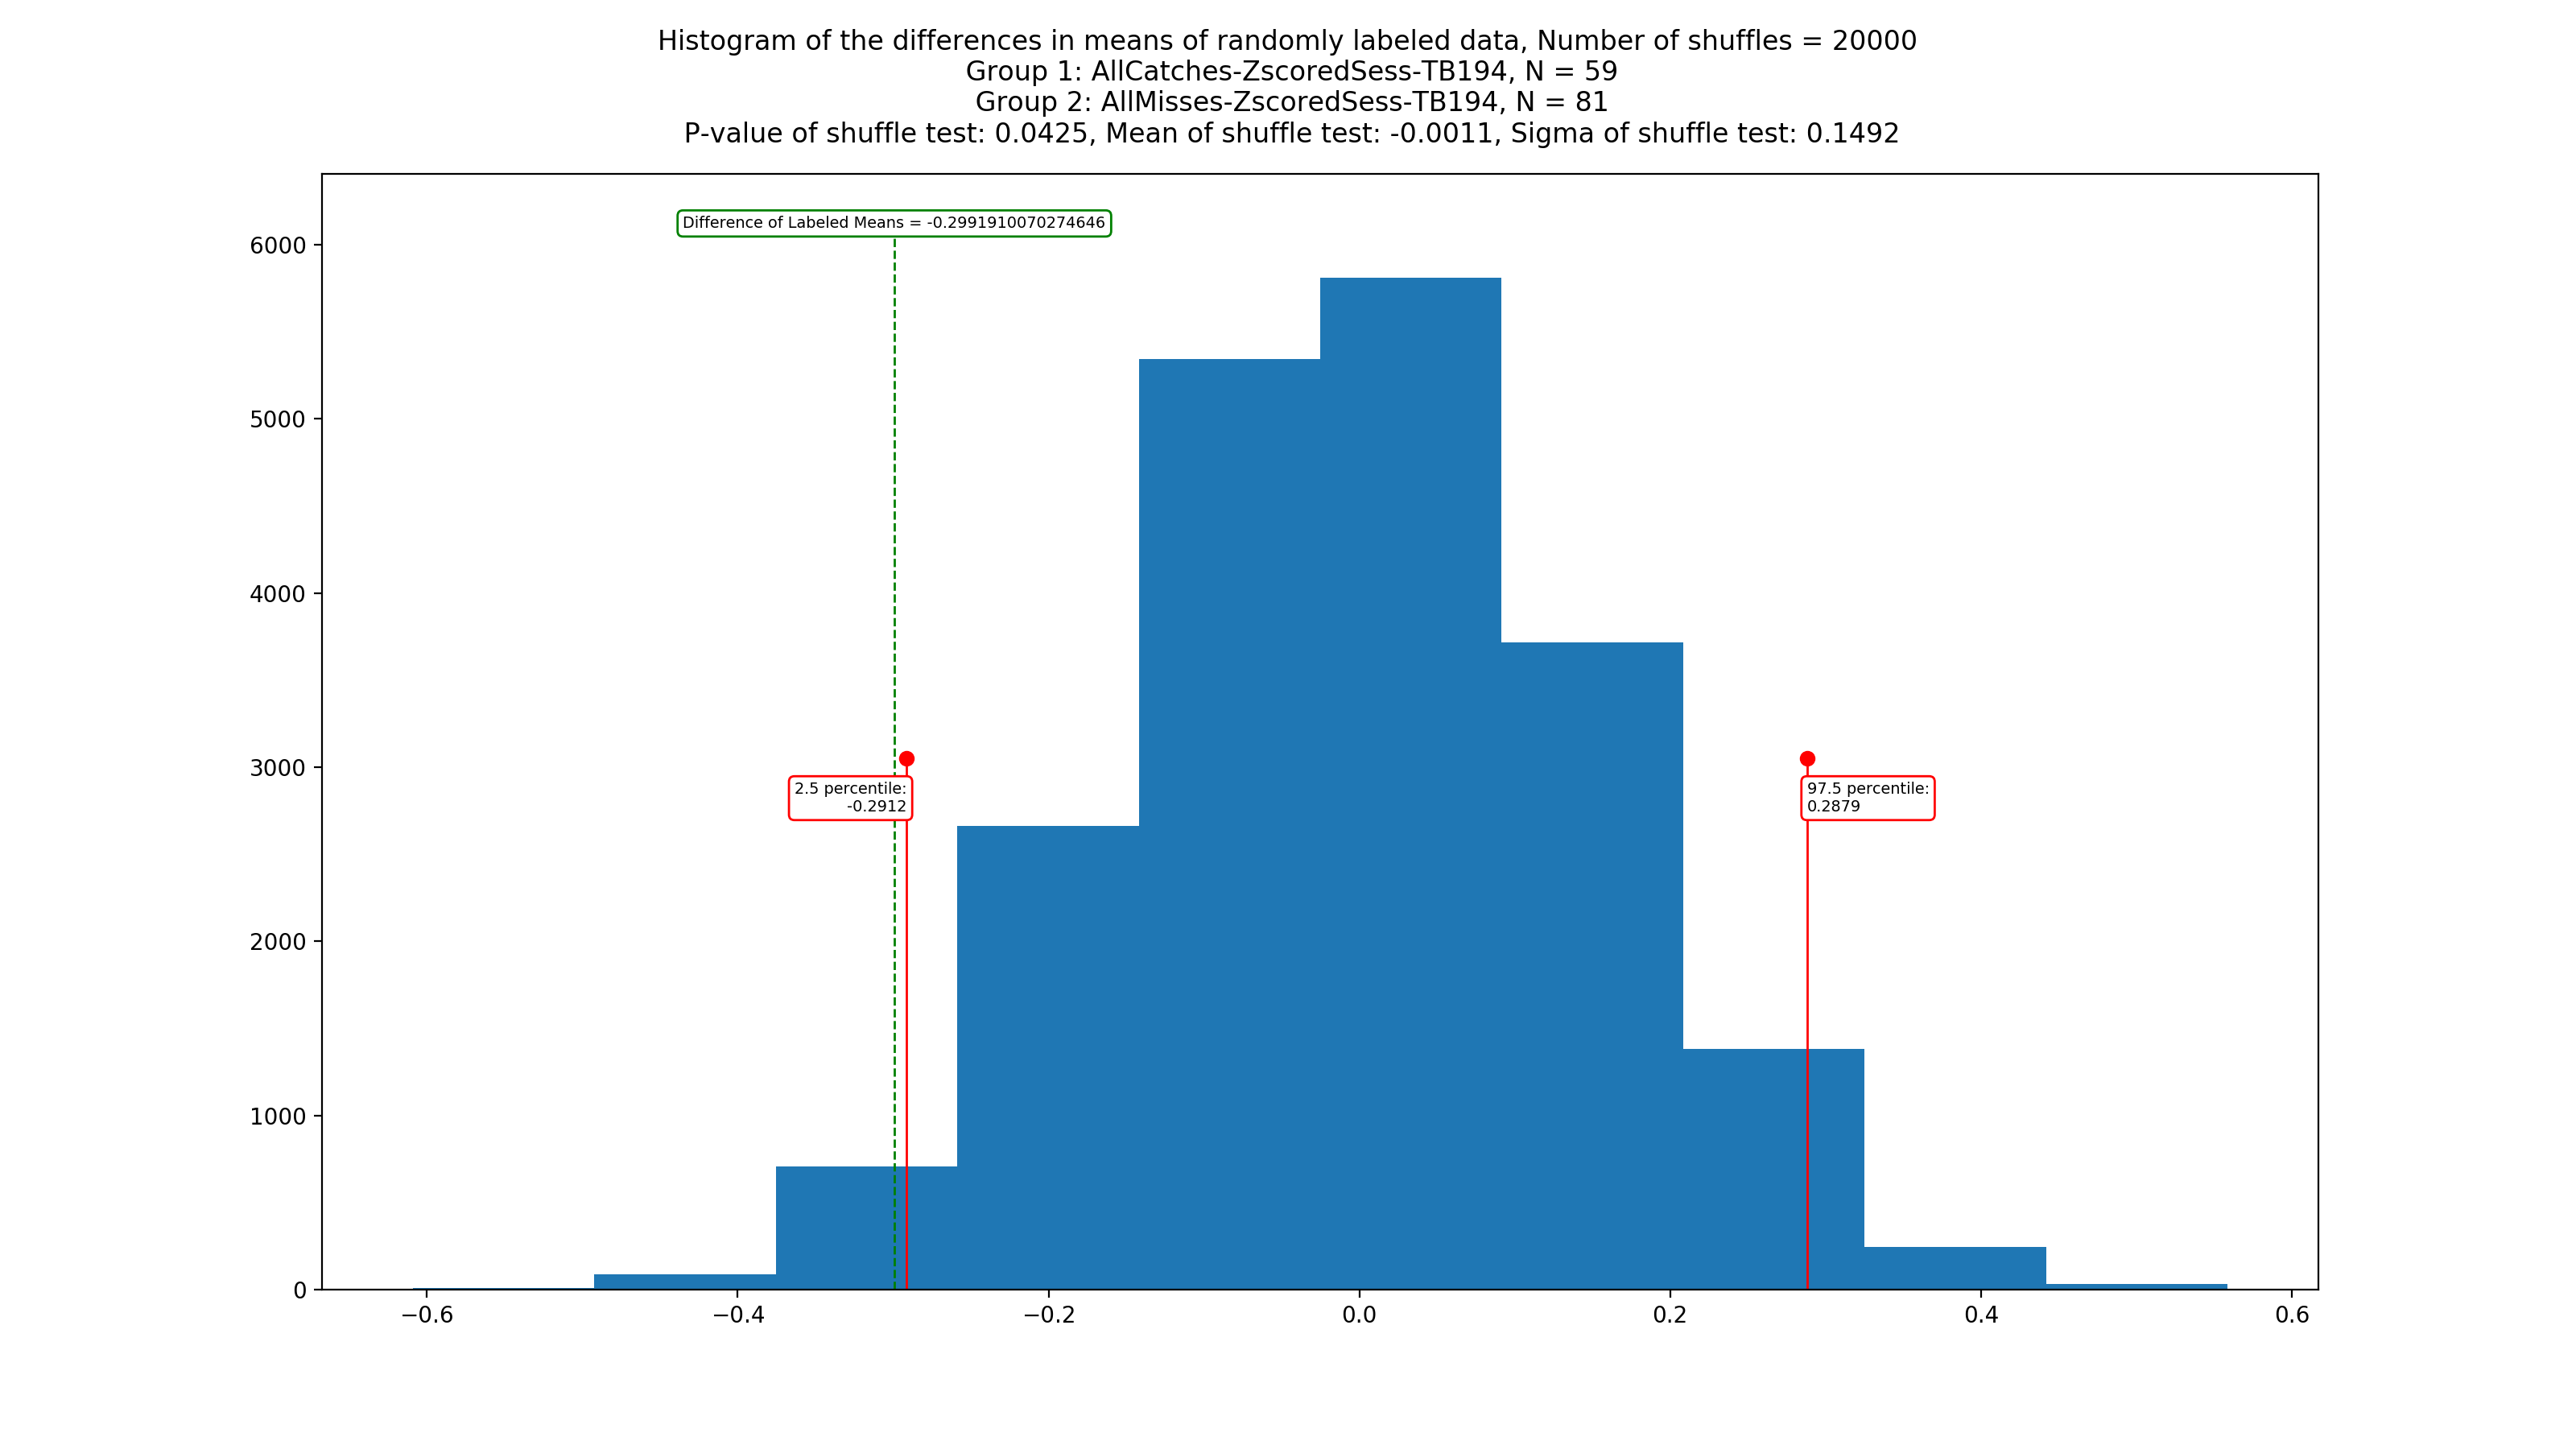 Histogram of the differences in means of randomly labeled data, Number of shuffles = 20000
Group 1: AllCatches-ZscoredSess-TB194, N = 59
Group 2: AllMisses-ZscoredSess-TB194, N = 81
P-value of shuffle test: 0.0425, Mean of shuffle test: -0.0011, Sigma of shuffle test: 0.1492
Difference of Labeled Means = -0.2991910070274646
6000
5000
4000
3000
2.5 percentile:
-0.2912
97.5 percentile:
0.2879
2000
1000
0
−0.6
−0.4
−0.2
0.0
0.2
0.4
0.6